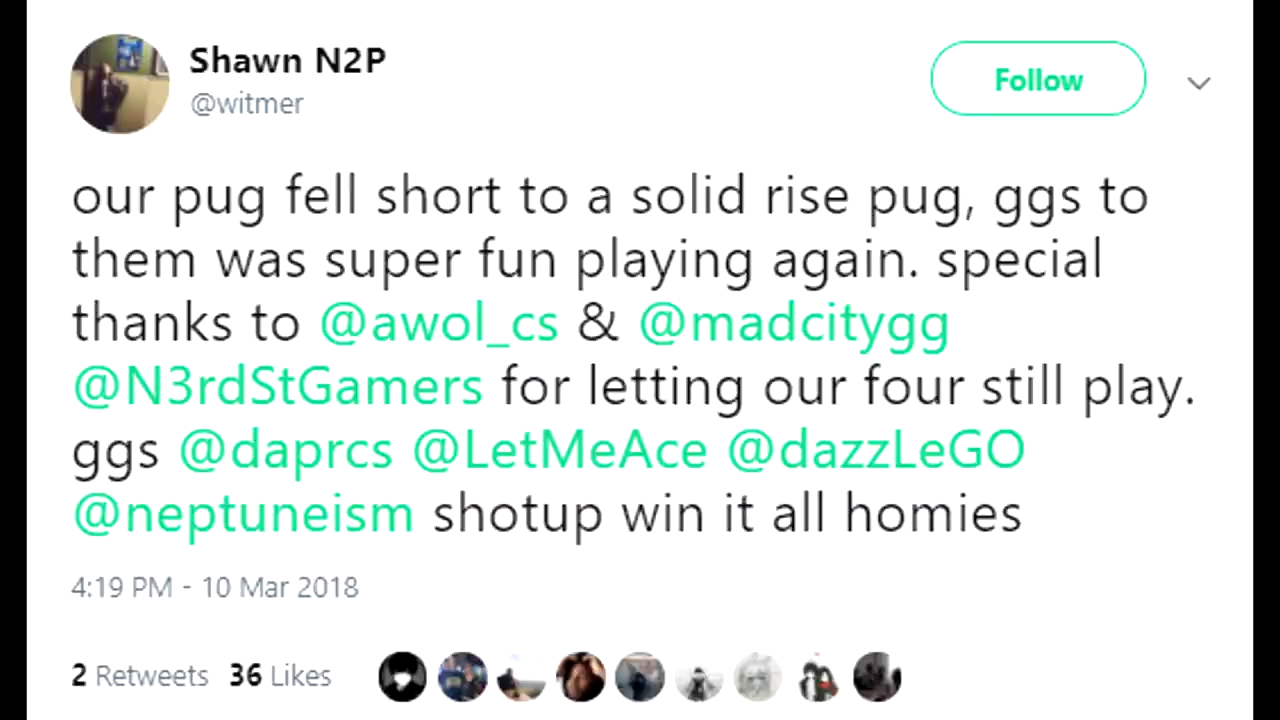 Shawn N2P
@witmer
Follow
our pug fell short to a solid rise pug, ggs to
them was super fun playing again. special
thanks to @awol_cs & @madcitygg
@N3rdStGamers for letting our four still play.
ggs @daprcs @LetMeAce @dazzLeGO
@neptuneism shotup win it all homies
4:19 PM - 10 Mar 2018
2 Retweets 36 Likes